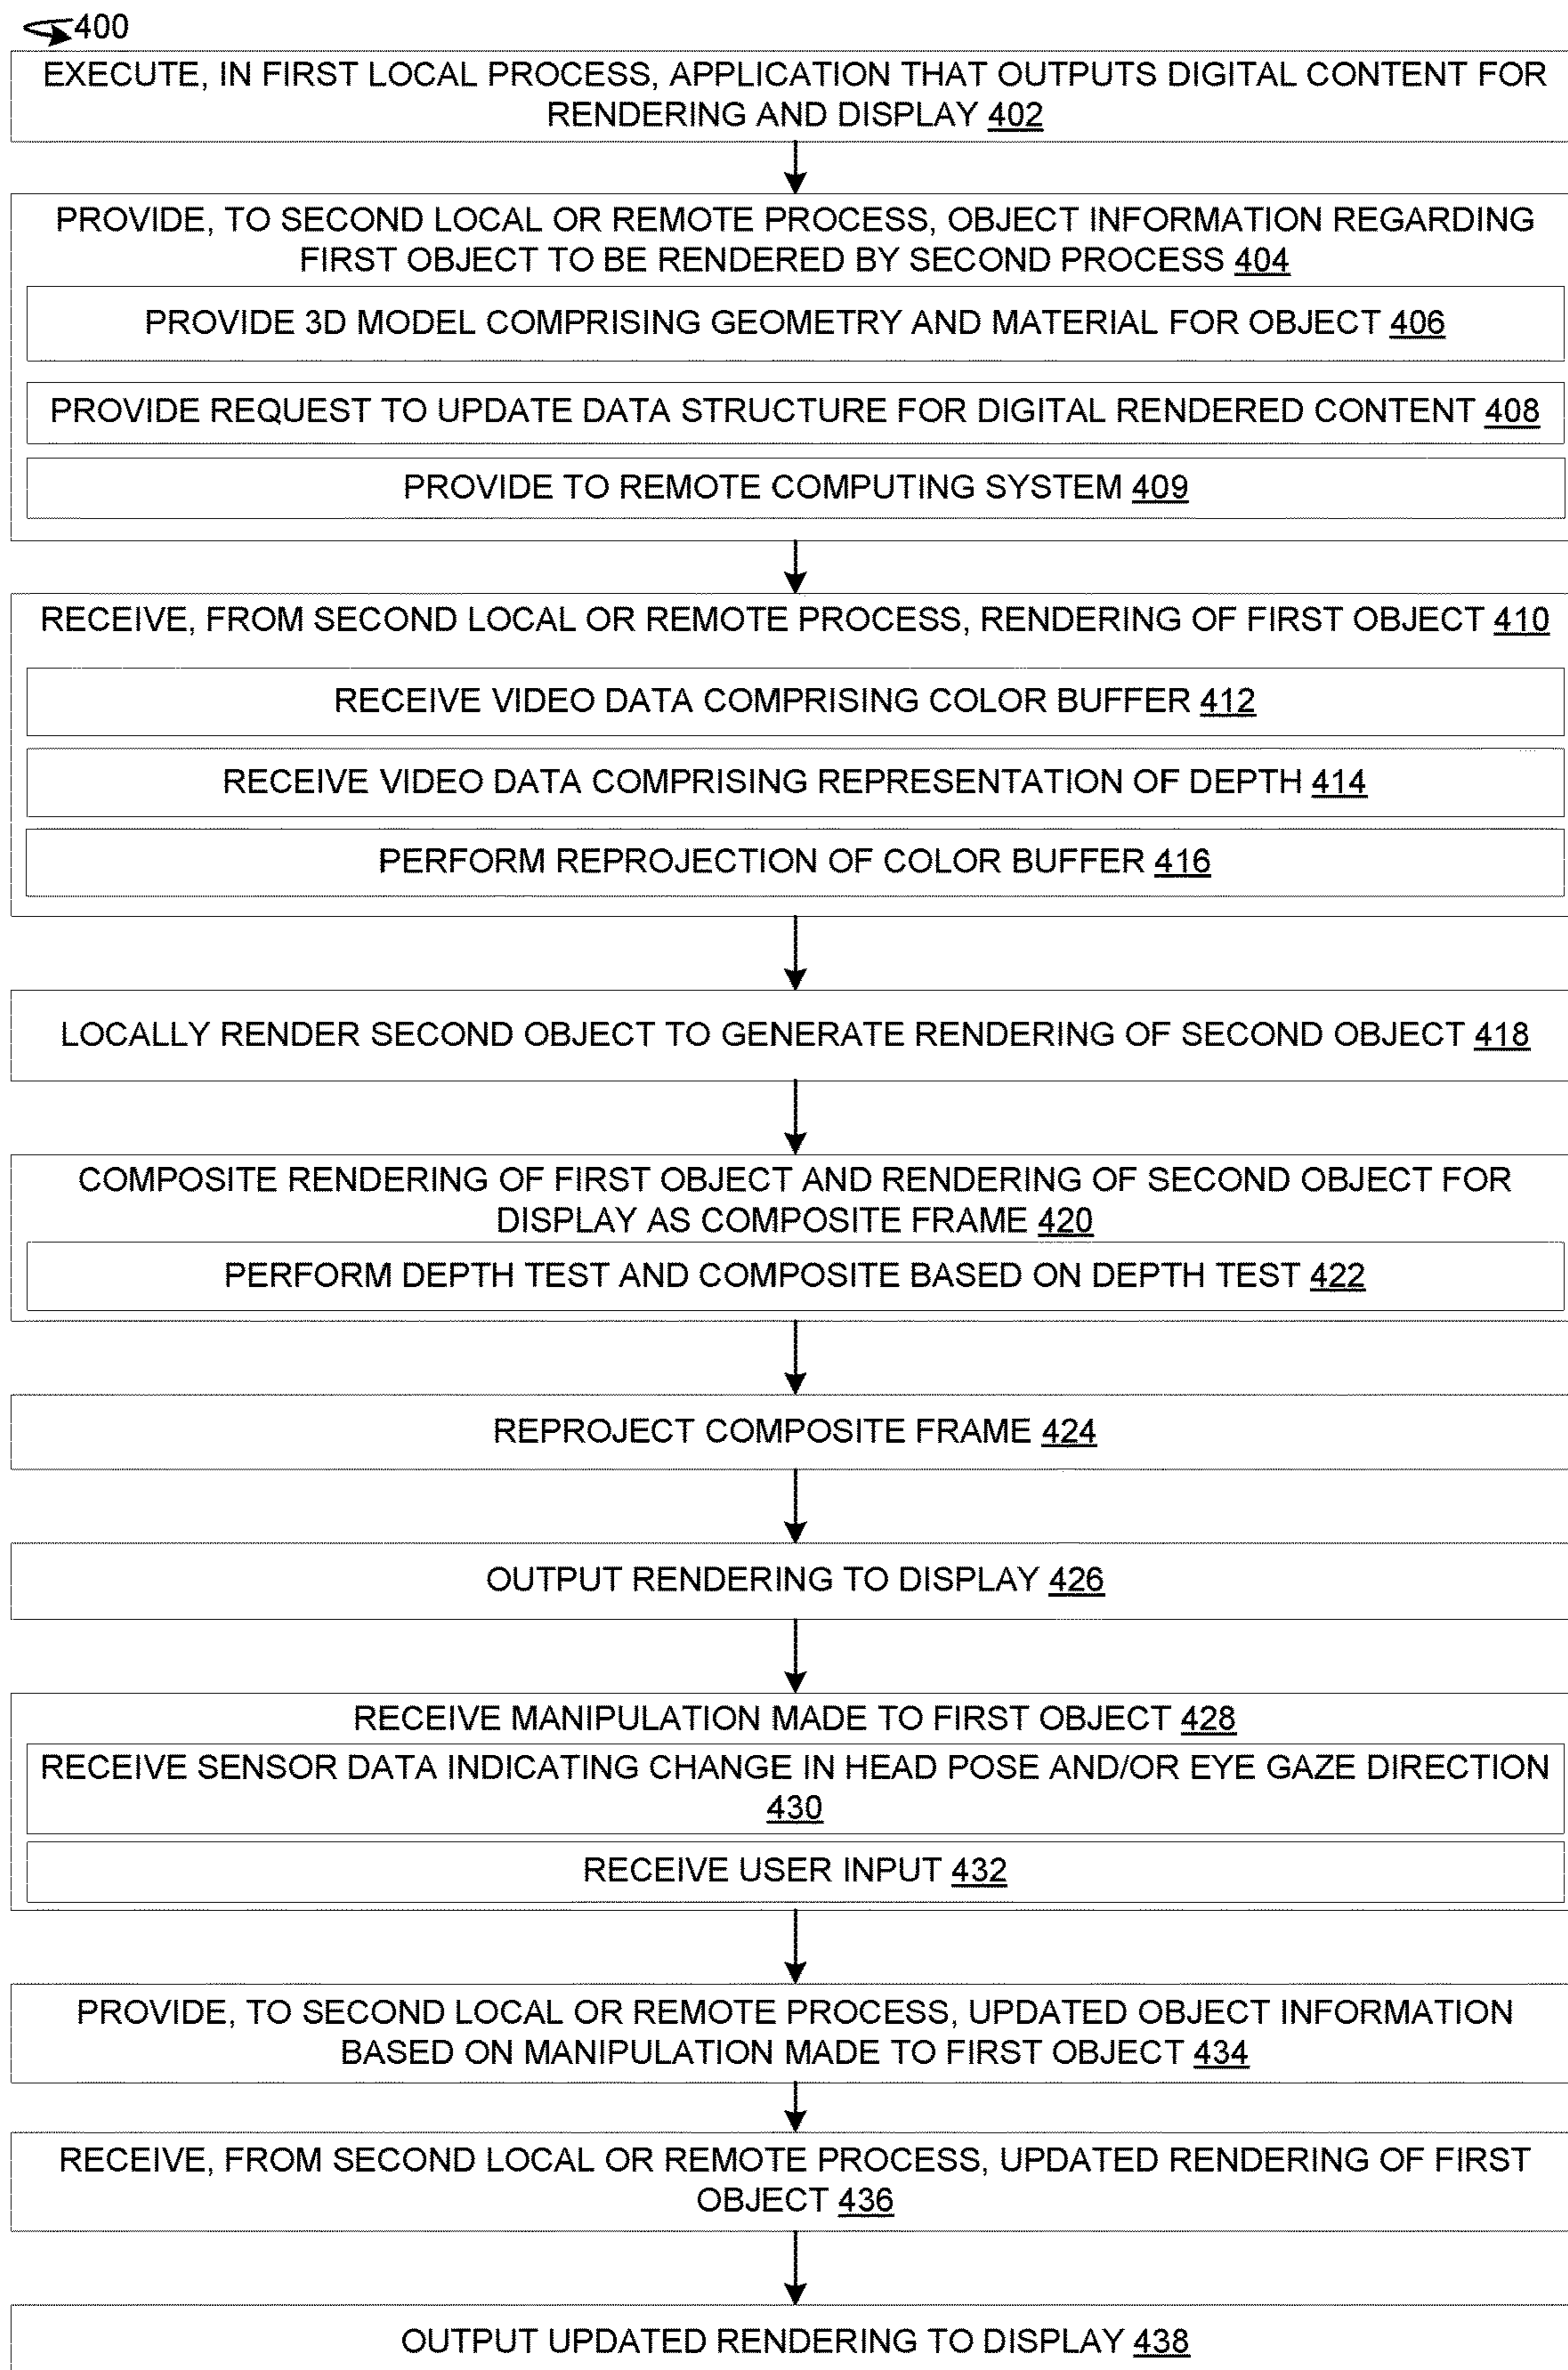 400
EXECUTE, IN FIRST LOCAL PROCESS, APPLICATION THAT OUTPUTS DIGITAL CONTENT FOR
RENDERING AND DISPLAY 402
PROVIDE, TO SECOND LOCAL OR REMOTE PROCESS, OBJECT INFORMATION REGARDING
FIRST OBJECT TO BE RENDERED BY SECOND PROCESS 404
PROVIDE 3D MODEL COMPRISING GEOMETRY AND MATERIAL FOR OBJECT 406
PROVIDE REQUEST TO UPDATE DATA STRUCTURE FOR DIGITAL RENDERED CONTENT 408
PROVIDE TO REMOTE COMPUTING SYSTEM 409
RECEIVE, FROM SECOND LOCAL OR REMOTE PROCESS, RENDERING OF FIRST OBJECT 410
RECEIVE VIDEO DATA COMPRISING COLOR BUFFER 412
RECEIVE VIDEO DATA COMPRISING REPRESENTATION OF DEPTH 414
PERFORM REPROJECTION OF COLOR BUFFER 416
LOCALLY RENDER SECOND OBJECT TO GENERATE RENDERING OF SECOND OBJECT 418
COMPOSITE RENDERING OF FIRST OBJECT AND RENDERING OF SECOND OBJECT FOR
DISPLAY AS COMPOSITE FRAME 420
PERFORM DEPTH TEST AND COMPOSITE BASED ON DEPTH TEST 422
REPROJECT COMPOSITE FRAME 424
OUTPUT RENDERING TO DISPLAY 426
RECEIVE MANIPULATION MADE TO FIRST OBJECT 428
RECEIVE SENSOR DATA INDICATING CHANGE IN HEAD POSE AND/OR EYE GAZE DIRECTION
430
RECEIVE USER INPUT 432
PROVIDE, TO SECOND LOCAL OR REMOTE PROCESS, UPDATED OBJECT INFORMATION
BASED ON MANIPULATION MADE TO FIRST OBJECT 434
RECEIVE, FROM SECOND LOCAL OR REMOTE PROCESS, UPDATED RENDERING OF FIRST
OBJECT 436
OUTPUT UPDATED RENDERING TO DISPLAY 438